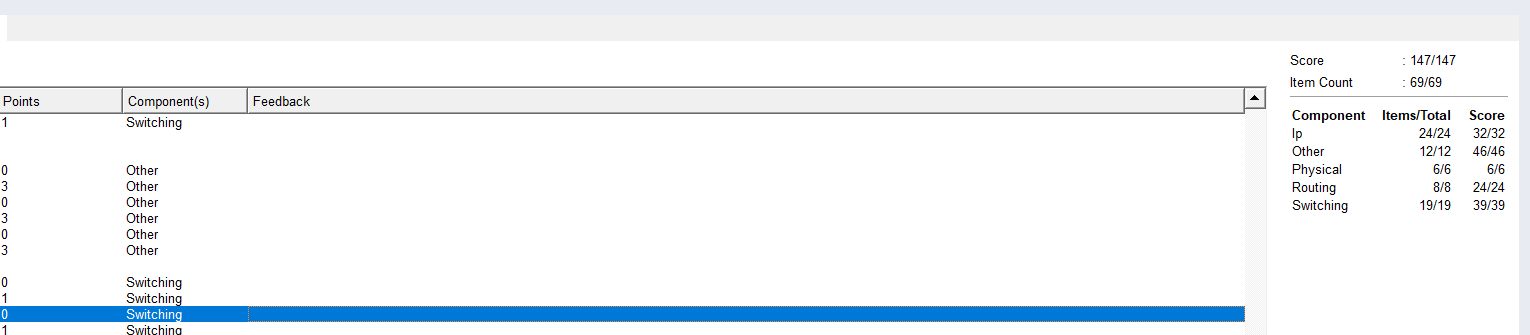 Score : 147/147
Item Count : 69/69
Points Component(s) Feedback
Component Items/Total Score
1 Switching
Ip 24/24 32/32
Other 12/12 46/46
0 Other
Physical 6/6 6/6
3 Other
Routing 8/8 24/24
0 Other
Switching 19/19 39/39
3 Other
0 Other
3 Other
0 Switching
1 Switching
0 Switching
1 Switching